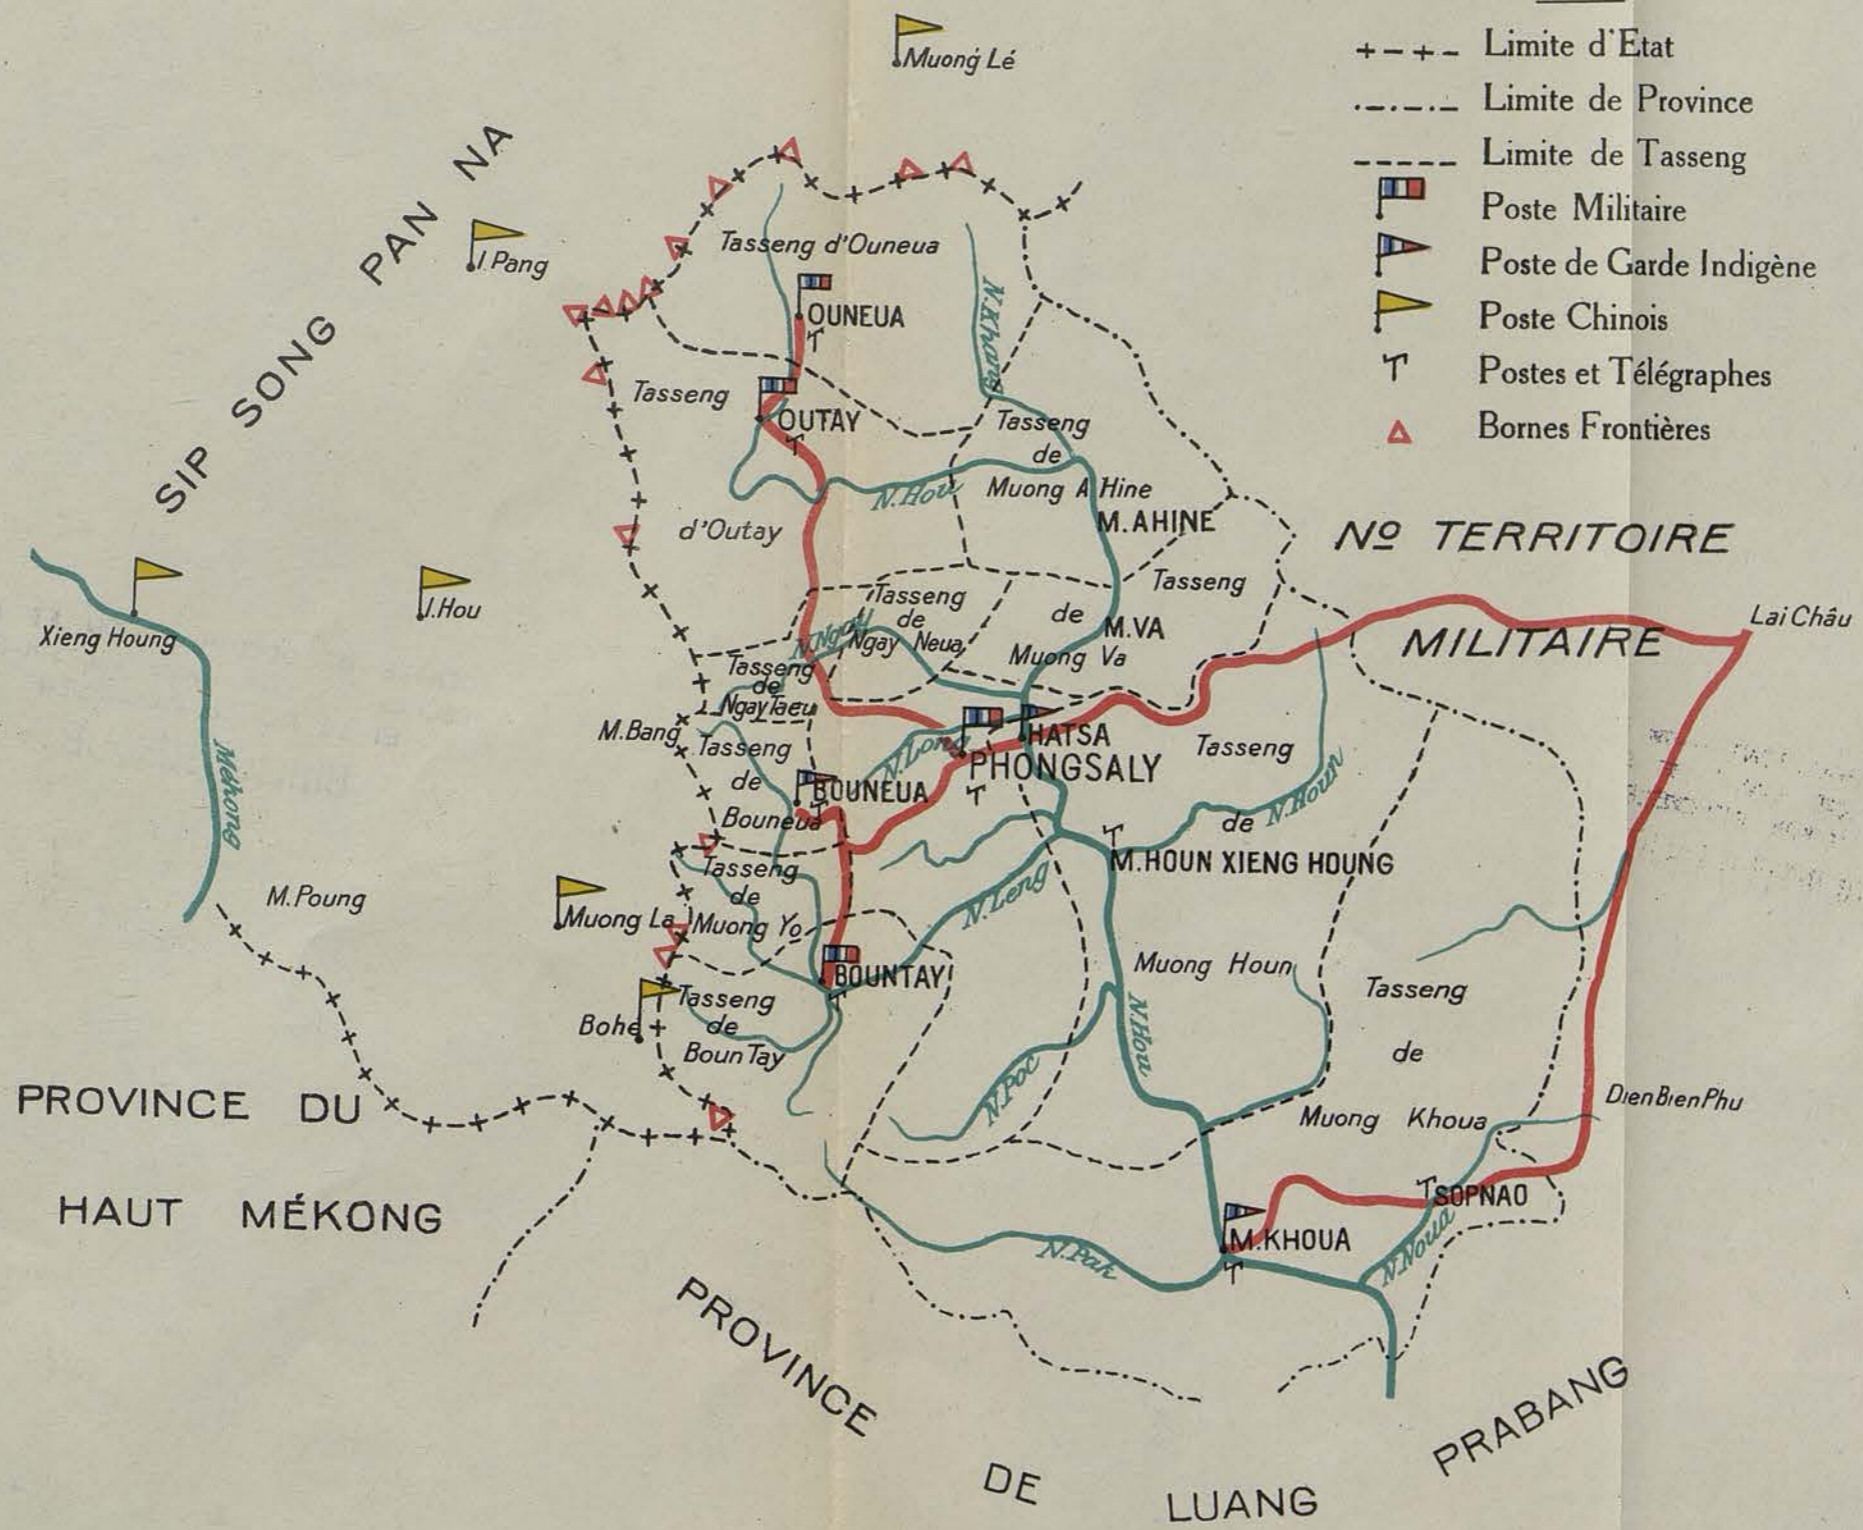 Limite d'Etat
Limite de Province
Limite de Tasseng
Poste Militaire
Poste de Garde Indigène
Poste Chinois
Postes et Télégraphes
Bornes Frontières
Muong Lé
SIP SONG PAN NA
I.Pang
Tasseng d'Ouneua
OUNEUA
N.Khang
Tasseng
OUTAY
d'Outay
Tasseng
de
Muong A Hine
N.Hou
M.AHINE
Nº TERRITOIRE
MILITAIRE
Xieng Houng
I.Hou
Tasseng
de
Ngay Neua
N.Ngay
Tasseng
de
M.VA
Muong Va
Lai Châu
Tasseng
de
Ngay Taeu
M.Bang
Tasseng
de
Bouneua
BOUNEUA
N.Long
HATSA
PHONGSALY
Tasseng
de
N.Houn
Mékong
M.HOUN XIENG HOUNG
M.Poung
Muong La
Tasseng
de
Muong Yo
N.Leng
BOUNTAY
Muong Houn
Tasseng
de
Muong Khoua
Bohe
Tasseng
de
Boun Tay
N.Hou
N.Poc
DienBienPhu
PROVINCE DU
HAUT MÉKONG
SOPNAO
M.KHOUA
N.Noua
N.Pak
PROVINCE
DE
LUANG
PRABANG